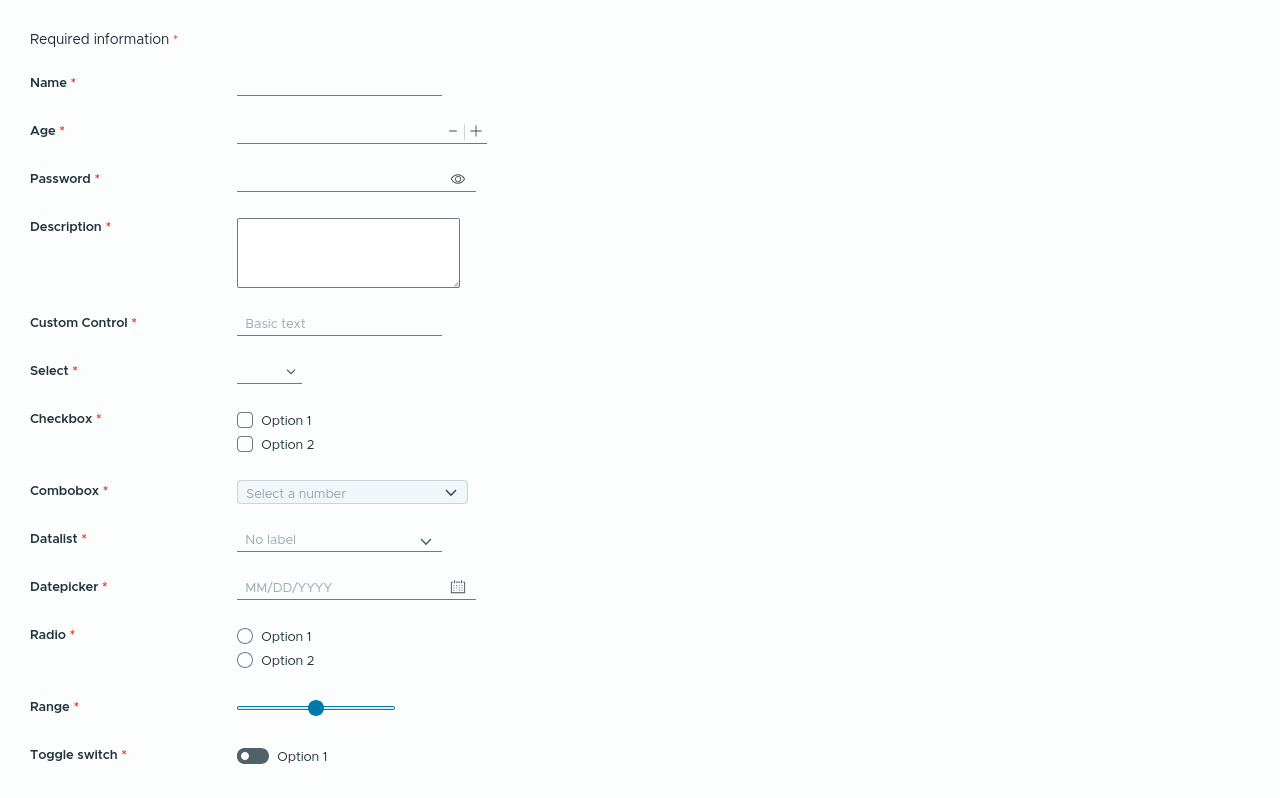 Required information *
Name *
Age *
Password *
Description *
Custom Control * Basic text
Select *
Checkbox * Option 1
Option 2
Combobox * Select a number
Datalist * No label
Datepicker * MM/DD/YYYY
Radio * Option 1
Option 2
Range *
Toggle switch * Option 1